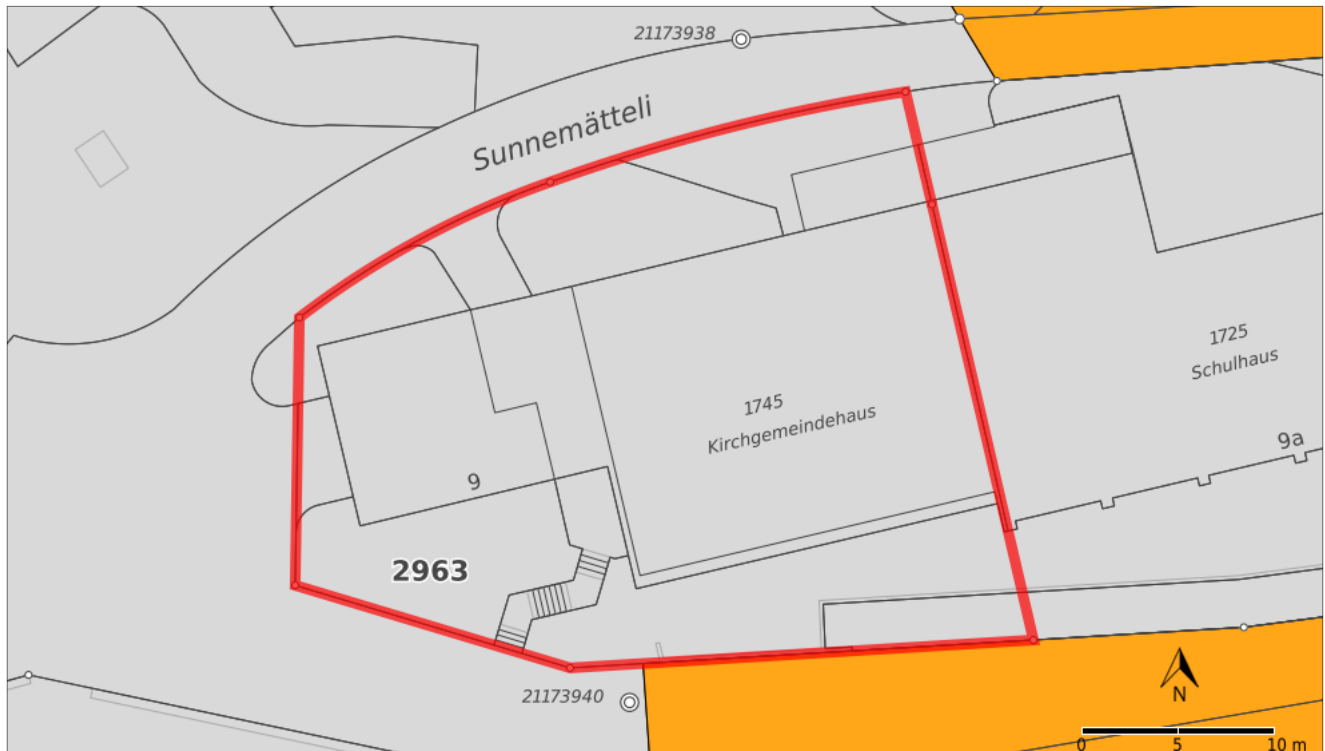 21173938
Sunnemätteli
1725
Schulhaus
1745
Kirchgemeindehaus
9a
9
2963
21173940
N
0 5 10 m